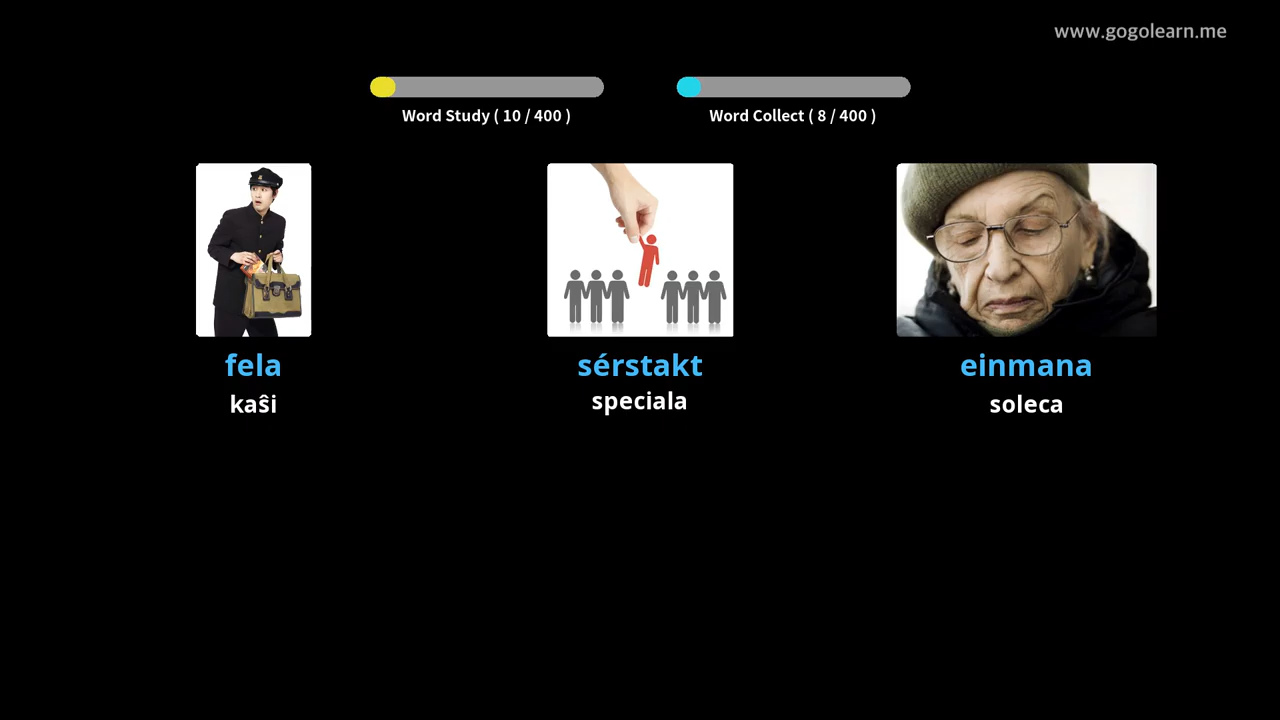 www.gogolearn.me
Word Study ( 10 / 400 )
Word Collect ( 8 / 400 )
fela
sérstakt
einmana
kaŝi
speciala
soleca